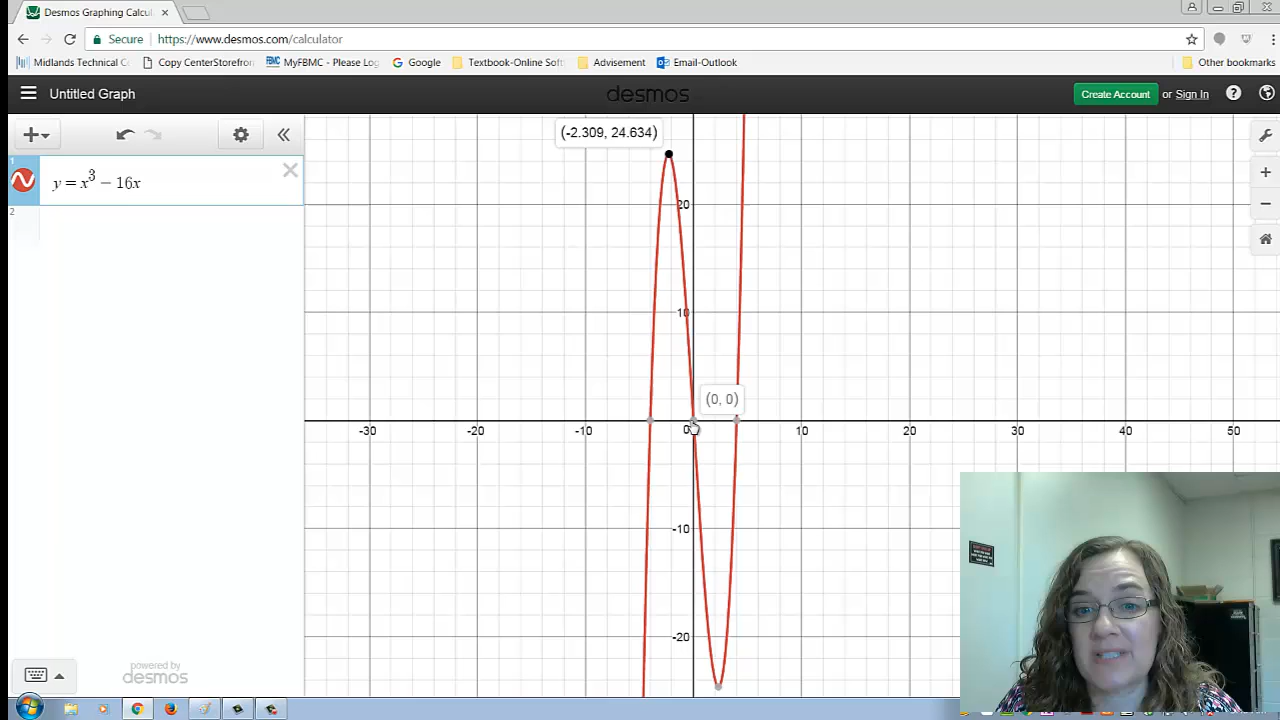 Desmos Graphing Calcul
Secure https://www.desmos.com/calculator
Midlands Technical C Copy CenterStorefron MyFBMC - Please Log Google Textbook-Online Soft Advisement Email-Outlook Other bookmarks
Untitled Graph desmos Create Account or Sign In ?
1
y = x³ − 16x
2
(-2.309, 24.634)
20
10
(0, 0)
-30 -20 -10 0 10 20 30 40 50
-10
-20
powered by
desmos